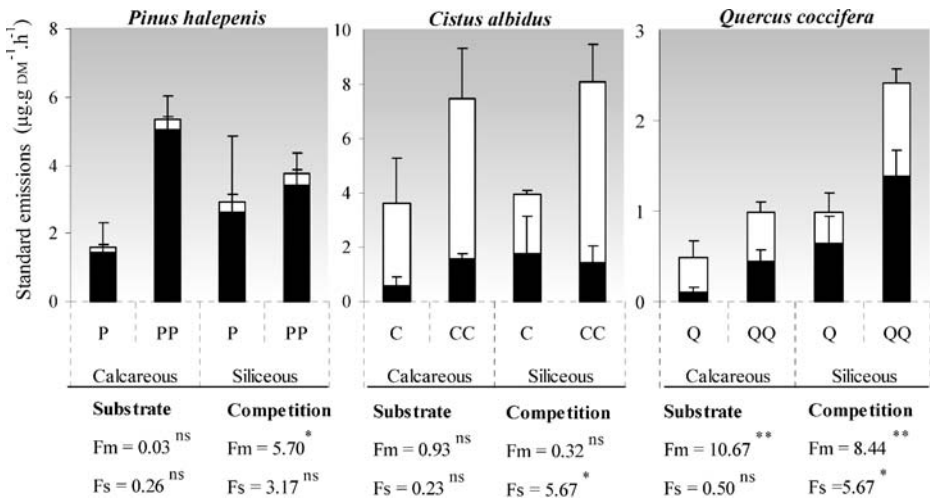 Pinus halepenis Cistus albidus Quercus coccifera
Standard emissions (µg.g DM⁻¹.h⁻¹)
8 10 3
8
6
6 2
4
4 1
2
2
0 0 0
P PP P PP C CC C CC Q QQ Q QQ
Calcareous Siliceous Calcareous Siliceous Calcareous Siliceous
Substrate Competition Substrate Competition Substrate Competition
Fm = 0.03 ns Fm = 5.70 * Fm = 0.93 ns Fm = 0.32 ns Fm = 10.67 ** Fm = 8.44 **
Fs = 0.26 ns Fs = 3.17 ns Fs = 0.23 ns Fs = 5.67 * Fs = 0.50 ns Fs =5.67 *